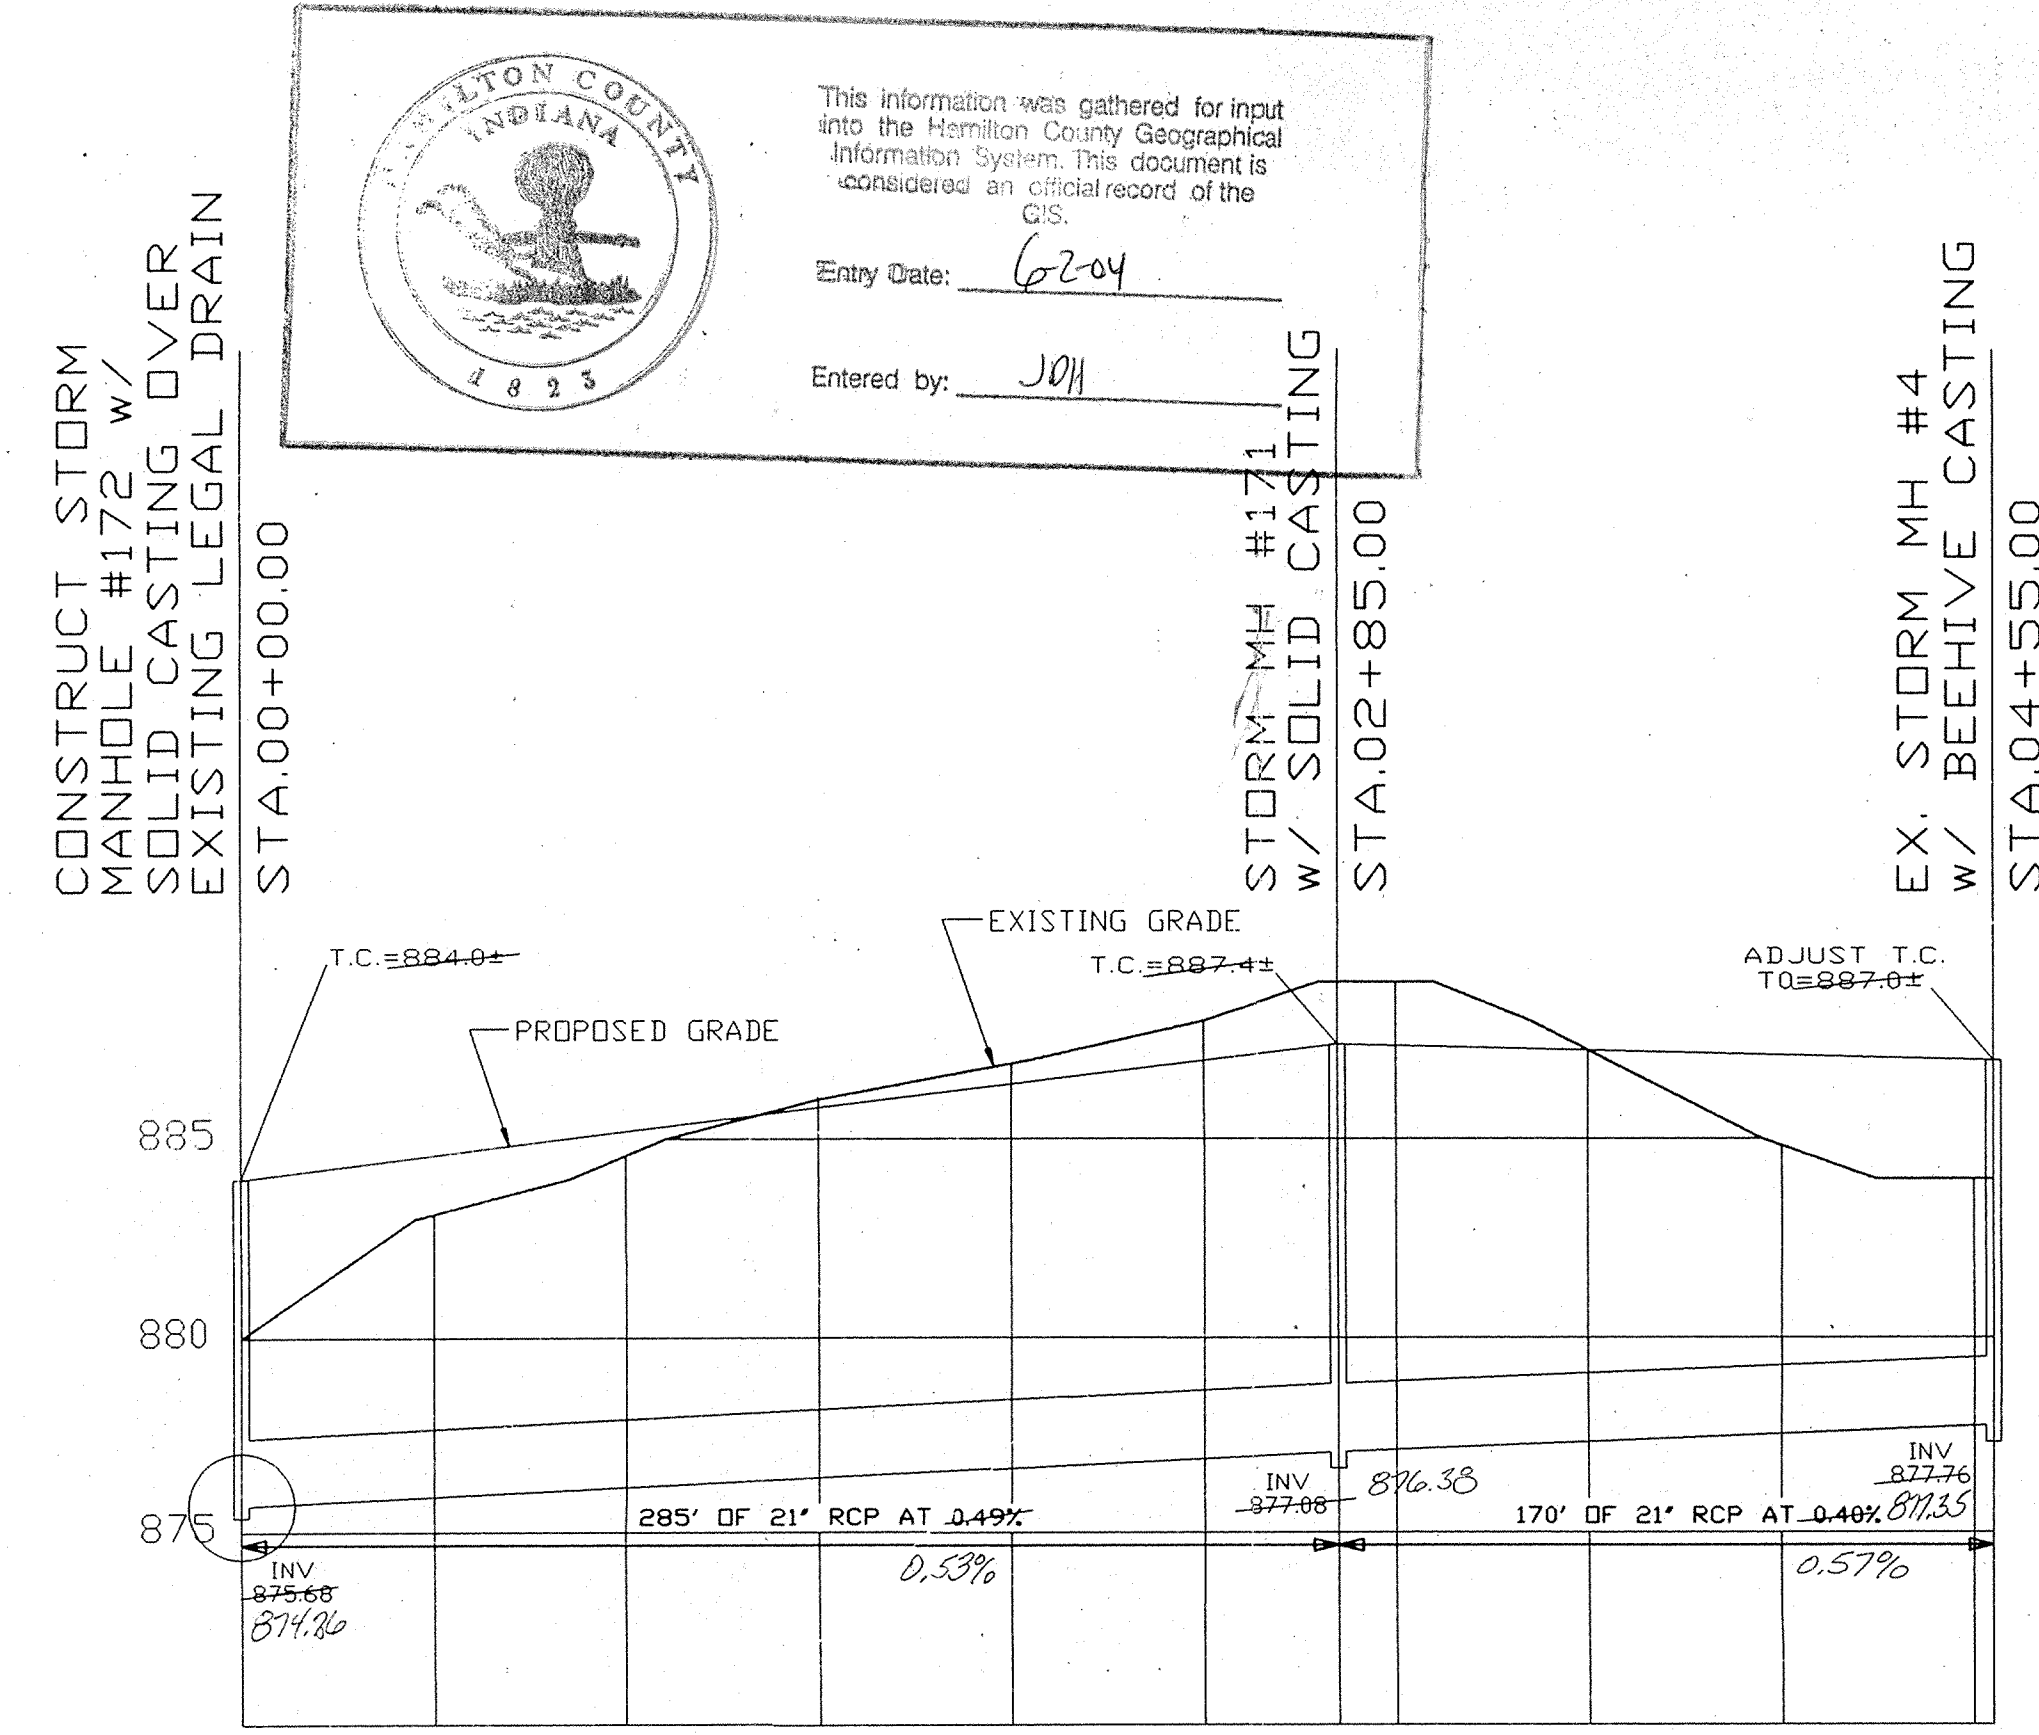 HAMILTON COUNTY
INDIANA
1823
This information was gathered for input
into the Hamilton County Geographical
Information System. This document is
considered an official record of the
GIS.
Entry Date: 6-2-04
Entered by: JDH
CONSTRUCT STORM
MANHOLE #172 w/
SOLID CASTING OVER
EXISTING LEGAL DRAIN
STA.00+00.00
STORM MH #171
w/ SOLID CASTING
STA.02+85.00
EX. STORM MH #4
w/ BEEHIVE CASTING
STA.04+55.00
EXISTING GRADE
T.C.=884.0±
T.C.=887.4±
ADJUST T.C.
TO=887.0±
PROPOSED GRADE
885
880
875
INV
877.08
876.38
INV
877.76
877.35
285' OF 21" RCP AT 0.49%
170' OF 21" RCP AT 0.40%
0.53%
0.57%
INV
875.68
874.86